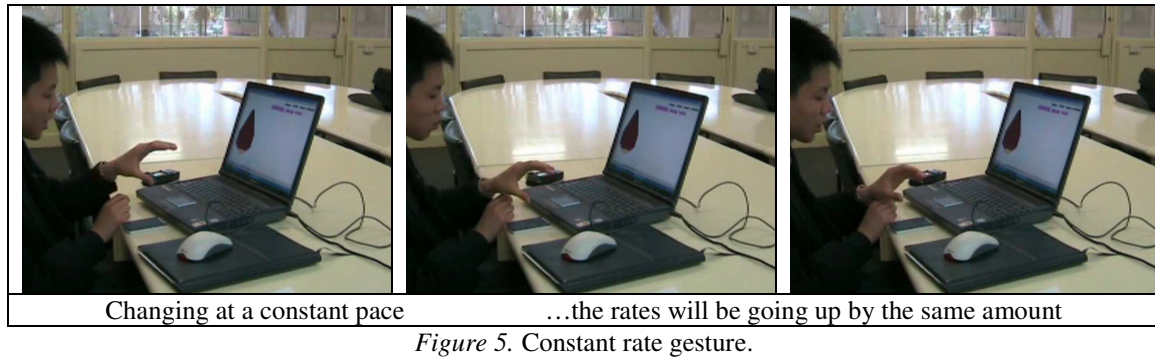 Changing at a constant pace …the rates will be going up by the same amount
Figure 5. Constant rate gesture.